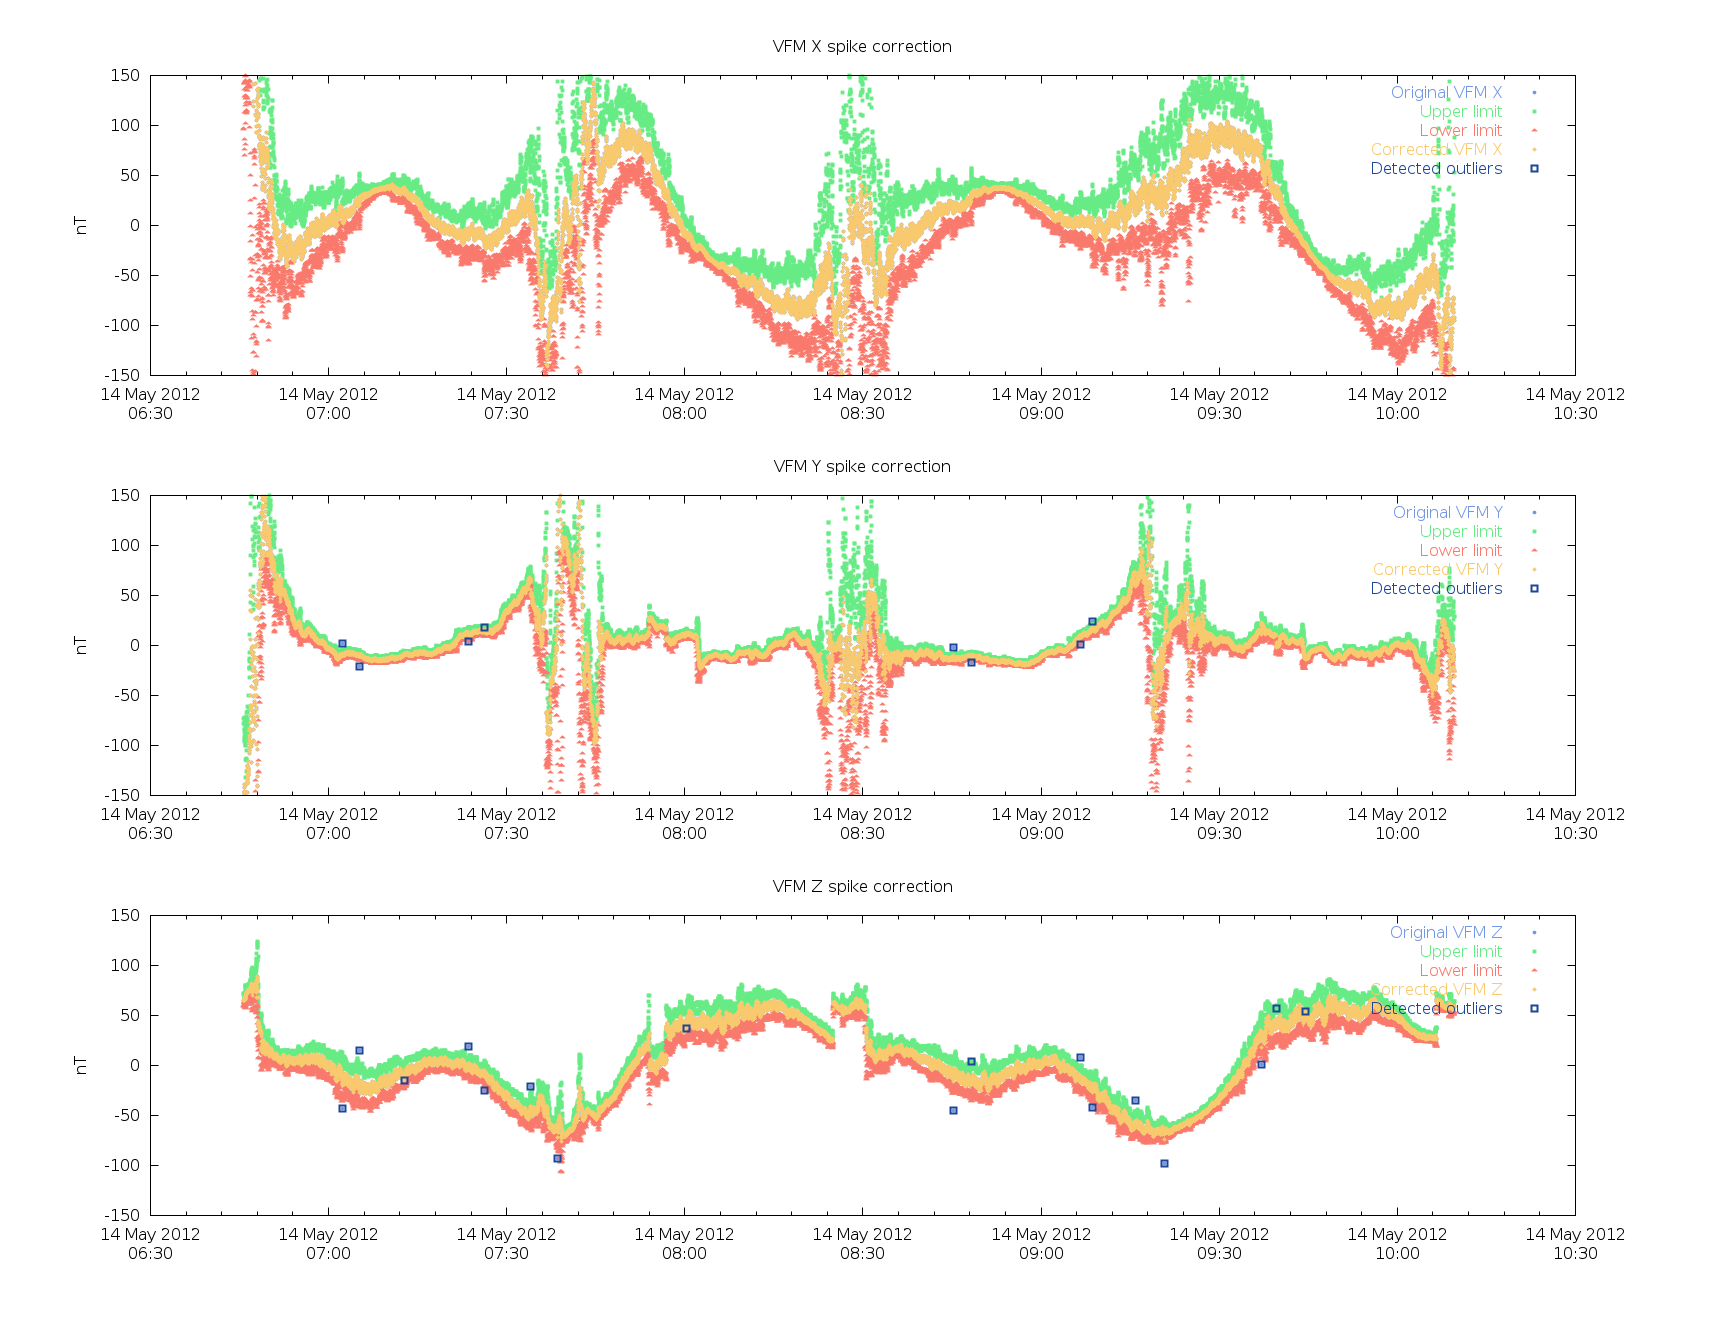 VFM X spike correction
150
100
50
0
-50
-100
-150
nT
Original VFM X
Upper limit
Lower limit
Corrected VFM X
Detected outliers
14 May 2012 14 May 2012 14 May 2012 14 May 2012 14 May 2012 14 May 2012 14 May 2012 14 May 2012 14 May 2012
06:30 07:00 07:30 08:00 08:30 09:00 09:30 10:00 10:30
VFM Y spike correction
150
100
50
0
-50
-100
-150
nT
Original VFM Y
Upper limit
Lower limit
Corrected VFM Y
Detected outliers
14 May 2012 14 May 2012 14 May 2012 14 May 2012 14 May 2012 14 May 2012 14 May 2012 14 May 2012 14 May 2012
06:30 07:00 07:30 08:00 08:30 09:00 09:30 10:00 10:30
VFM Z spike correction
150
100
50
0
-50
-100
-150
nT
Original VFM Z
Upper limit
Lower limit
Corrected VFM Z
Detected outliers
14 May 2012 14 May 2012 14 May 2012 14 May 2012 14 May 2012 14 May 2012 14 May 2012 14 May 2012 14 May 2012
06:30 07:00 07:30 08:00 08:30 09:00 09:30 10:00 10:30